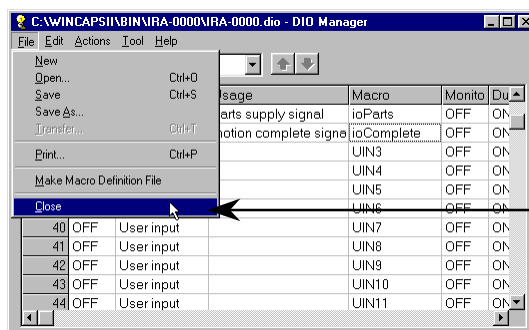 C:\WINCAPSII\BIN\IRA-0000\IRA-0000.dio - DIO Manager
File Edit Actions Tool Help
New
Open... Ctrl+O
Save Ctrl+S
Save As...
Transfer... Ctrl+T
Print... Ctrl+P
Make Macro Definition File
Close
Usage Macro Monito Du
arts supply signal ioParts OFF ON
otion complete signa ioComplete OFF ON
UIN3 OFF ON
UIN4 OFF ON
UIN5 OFF ON
UIN6 OFF ON
40 OFF User input UIN7 OFF ON
41 OFF User input UIN8 OFF ON
42 OFF User input UIN9 OFF ON
43 OFF User input UIN10 OFF ON
44 OFF User input UIN11 OFF ON